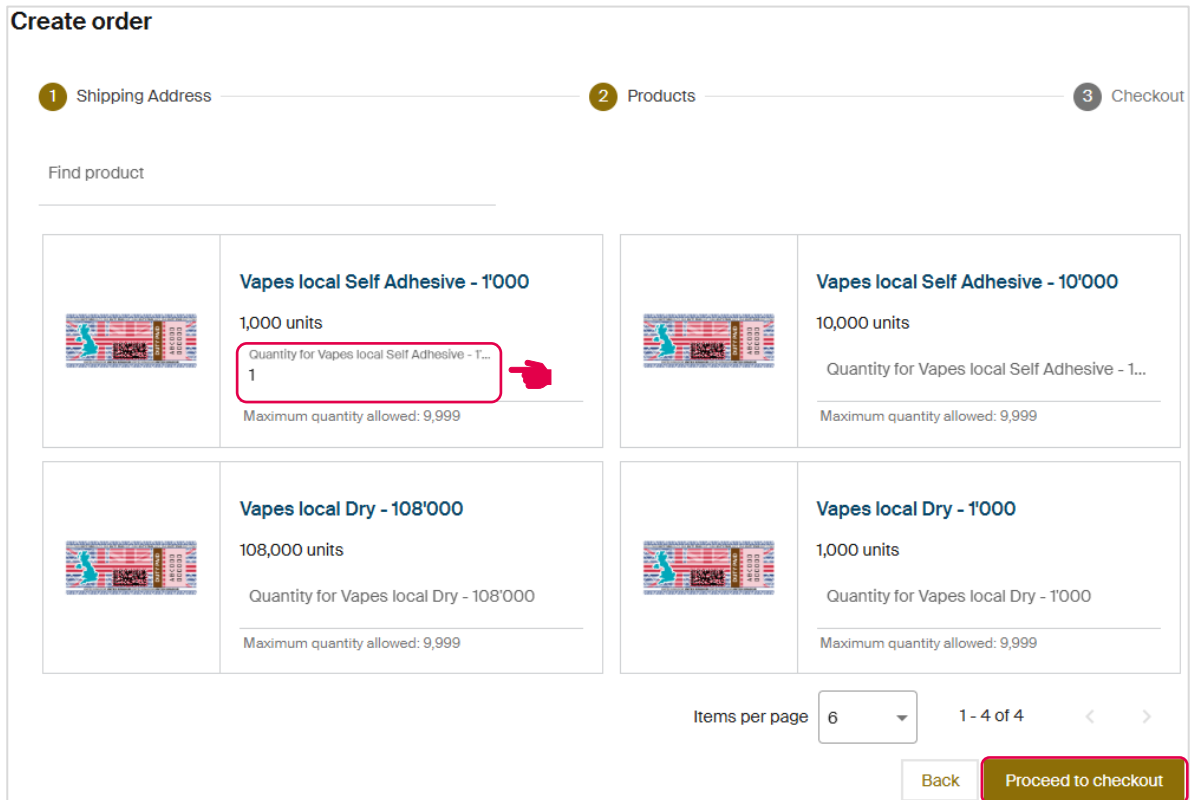 Create order
1 Shipping Address 2 Products 3 Checkout
Find product
Vapes local Self Adhesive - 1'000
1,000 units
Quantity for Vapes local Self Adhesive - 1'...
1
Maximum quantity allowed: 9,999
Vapes local Self Adhesive - 10'000
10,000 units
Quantity for Vapes local Self Adhesive - 1...
Maximum quantity allowed: 9,999
Vapes local Dry - 108'000
108,000 units
Quantity for Vapes local Dry - 108'000
Maximum quantity allowed: 9,999
Vapes local Dry - 1'000
1,000 units
Quantity for Vapes local Dry - 1'000
Maximum quantity allowed: 9,999
Items per page 6 1 - 4 of 4
Back Proceed to checkout